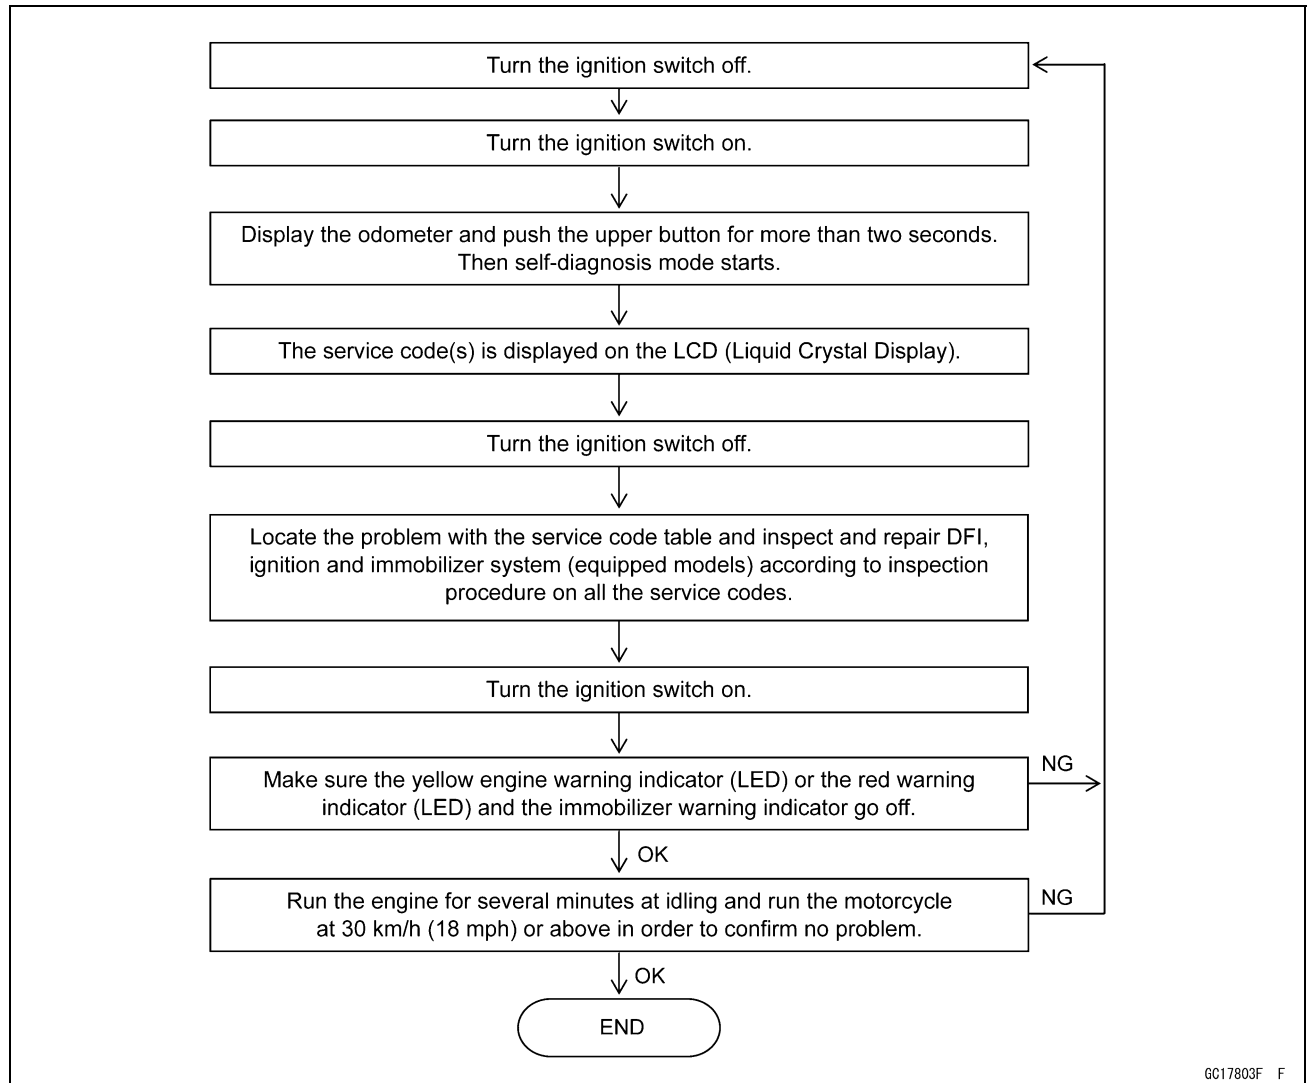 Turn the ignition switch off.
Turn the ignition switch on.
Display the odometer and push the upper button for more than two seconds.
Then self-diagnosis mode starts.
The service code(s) is displayed on the LCD (Liquid Crystal Display).
Turn the ignition switch off.
Locate the problem with the service code table and inspect and repair DFI,
ignition and immobilizer system (equipped models) according to inspection
procedure on all the service codes.
Turn the ignition switch on.
Make sure the yellow engine warning indicator (LED) or the red warning
indicator (LED) and the immobilizer warning indicator go off.
NG
OK
Run the engine for several minutes at idling and run the motorcycle
at 30 km/h (18 mph) or above in order to confirm no problem.
NG
OK
END
GC17803F F